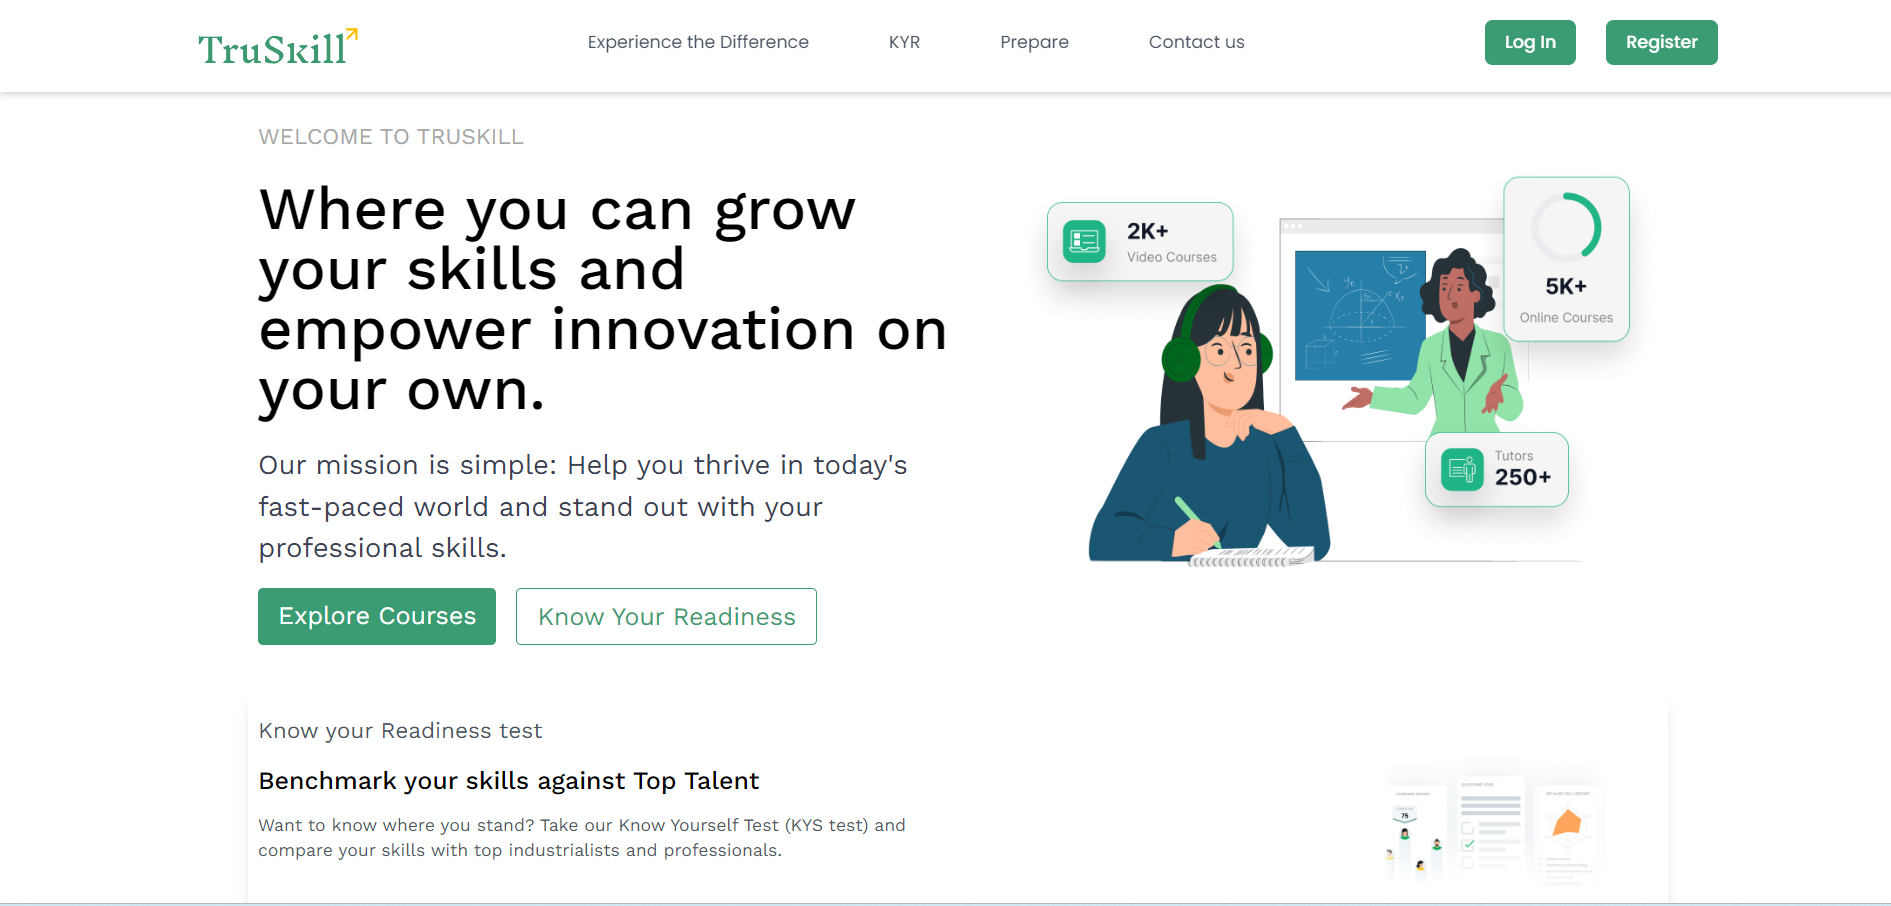 TruSkill
Experience the Difference
KYR
Prepare
Contact us
Log In
Register
WELCOME TO TRUSKILL
Where you can grow
your skills and
empower innovation on
your own.
Our mission is simple: Help you thrive in today's
fast-paced world and stand out with your
professional skills.
Explore Courses
Know Your Readiness
2K+
Video Courses
5K+
Online Courses
Tutors
250+
Know your Readiness test
Benchmark your skills against Top Talent
Want to know where you stand? Take our Know Yourself Test (KYS test) and
compare your skills with top industrialists and professionals.
75